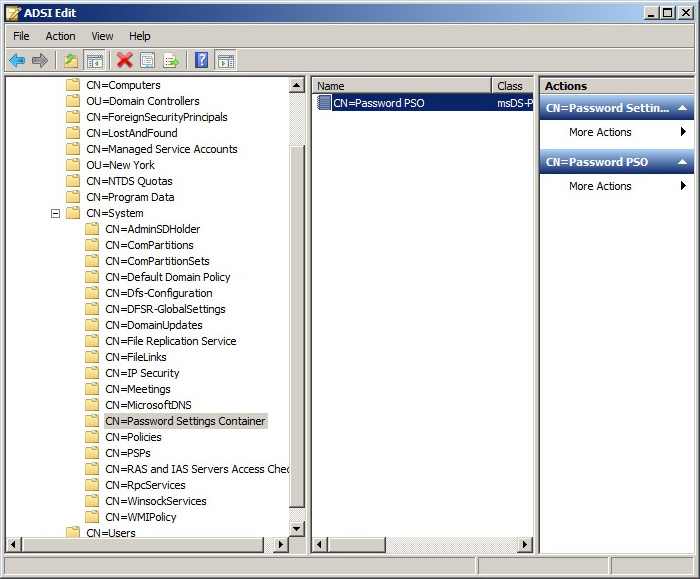 ADSI Edit
File Action View Help
CN=Computers
OU=Domain Controllers
CN=ForeignSecurityPrincipals
CN=LostAndFound
CN=Managed Service Accounts
OU=New York
CN=NTDS Quotas
CN=Program Data
CN=System
CN=AdminSDHolder
CN=ComPartitions
CN=ComPartitionSets
CN=Default Domain Policy
CN=Dfs-Configuration
CN=DFSR-GlobalSettings
CN=DomainUpdates
CN=File Replication Service
CN=FileLinks
CN=IP Security
CN=Meetings
CN=MicrosoftDNS
CN=Password Settings Container
CN=Policies
CN=PSPs
CN=RAS and IAS Servers Access Chec
CN=RpcServices
CN=WinsockServices
CN=WMIPolicy
CN=Users
Name Class
CN=Password PSO msDS-P
Actions
CN=Password Settin...
More Actions
CN=Password PSO
More Actions